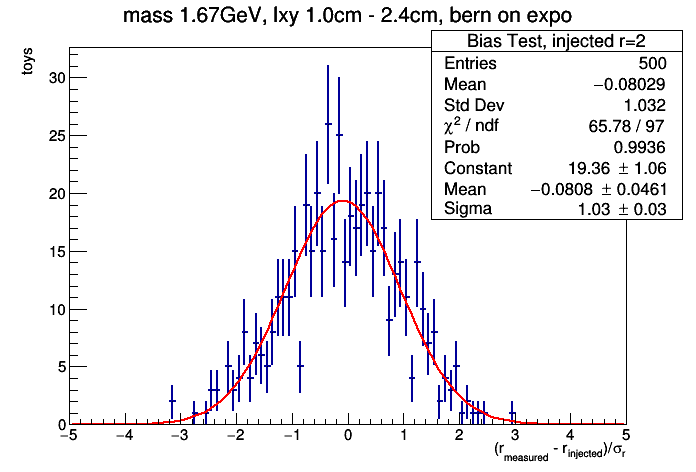 mass 1.67GeV, lxy 1.0cm - 2.4cm, bern on expo
toys
Bias Test, injected r=2
Entries 500
Mean −0.08029
Std Dev 1.032
χ² / ndf 65.78 / 97
Prob 0.9936
Constant 19.36 ± 1.06
Mean −0.0808 ± 0.0461
Sigma 1.03 ± 0.03
30
25
20
15
10
5
0
−5 −4 −3 −2 −1 0 1 2 3 4 5
(r_measured - r_injected)/σ_r